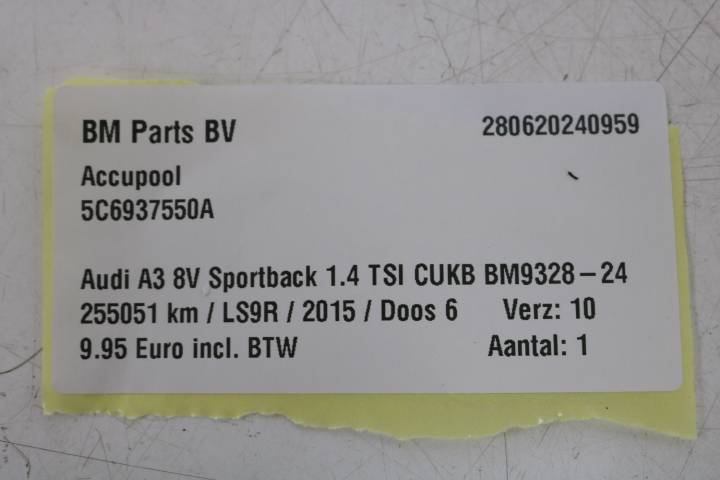 BM Parts BV 280620240959
Accupool
5C6937550A
Audi A3 8V Sportback 1.4 TSI CUKB BM9328-24
255051 km / LS9R / 2015 / Doos 6 Verz: 10
9.95 Euro incl. BTW Aantal: 1